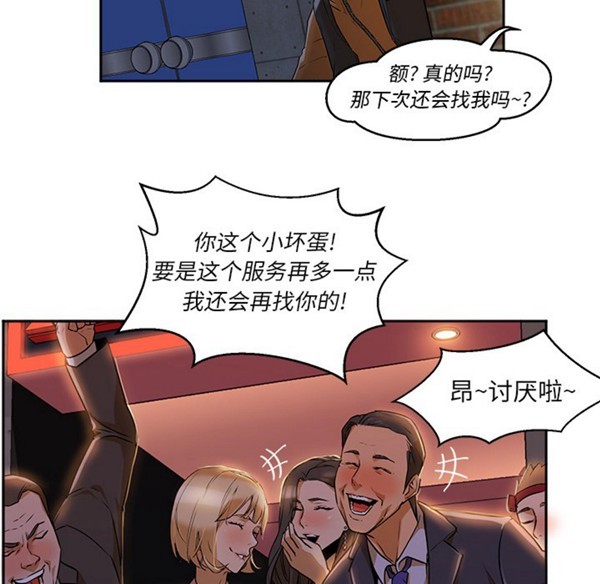 额? 真的吗?
那下次还会找我吗~?
你这个小坏蛋!
要是这个服务再多一点
我还会再找你的!
昂~讨厌啦~